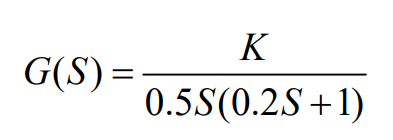 G(S) = K / 0.5S(0.2S + 1)